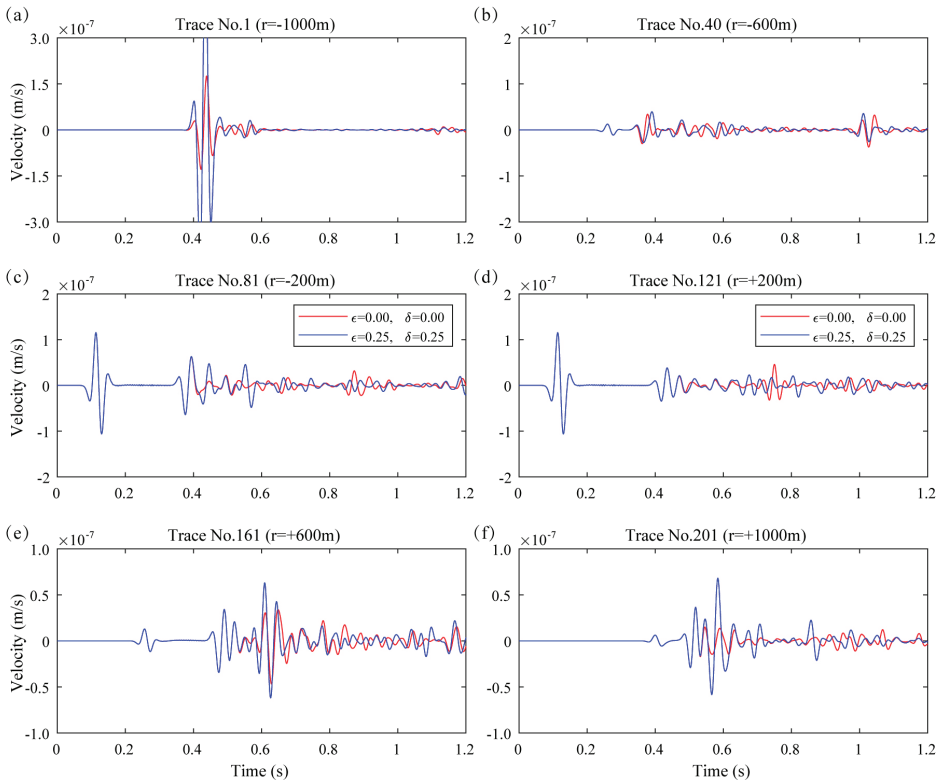 (a)
Trace No.1 (r=-1000m)
×10⁻⁷
3.0
1.5
0
-1.5
-3.0
Velocity (m/s)
0 0.2 0.4 0.6 0.8 1 1.2
(b)
Trace No.40 (r=-600m)
×10⁻⁷
2
1
0
-1
-2
0 0.2 0.4 0.6 0.8 1 1.2
(c)
Trace No.81 (r=-200m)
×10⁻⁷
2
1
0
-1
-2
Velocity (m/s)
ϵ=0.00, δ=0.00
ϵ=0.25, δ=0.25
0 0.2 0.4 0.6 0.8 1 1.2
(d)
Trace No.121 (r=+200m)
×10⁻⁷
2
1
0
-1
-2
ϵ=0.00, δ=0.00
ϵ=0.25, δ=0.25
0 0.2 0.4 0.6 0.8 1 1.2
(e)
Trace No.161 (r=+600m)
×10⁻⁷
1.0
0.5
0
-0.5
-1.0
Velocity (m/s)
0 0.2 0.4 0.6 0.8 1 1.2
Time (s)
(f)
Trace No.201 (r=+1000m)
×10⁻⁷
1.0
0.5
0
-0.5
-1.0
0 0.2 0.4 0.6 0.8 1 1.2
Time (s)